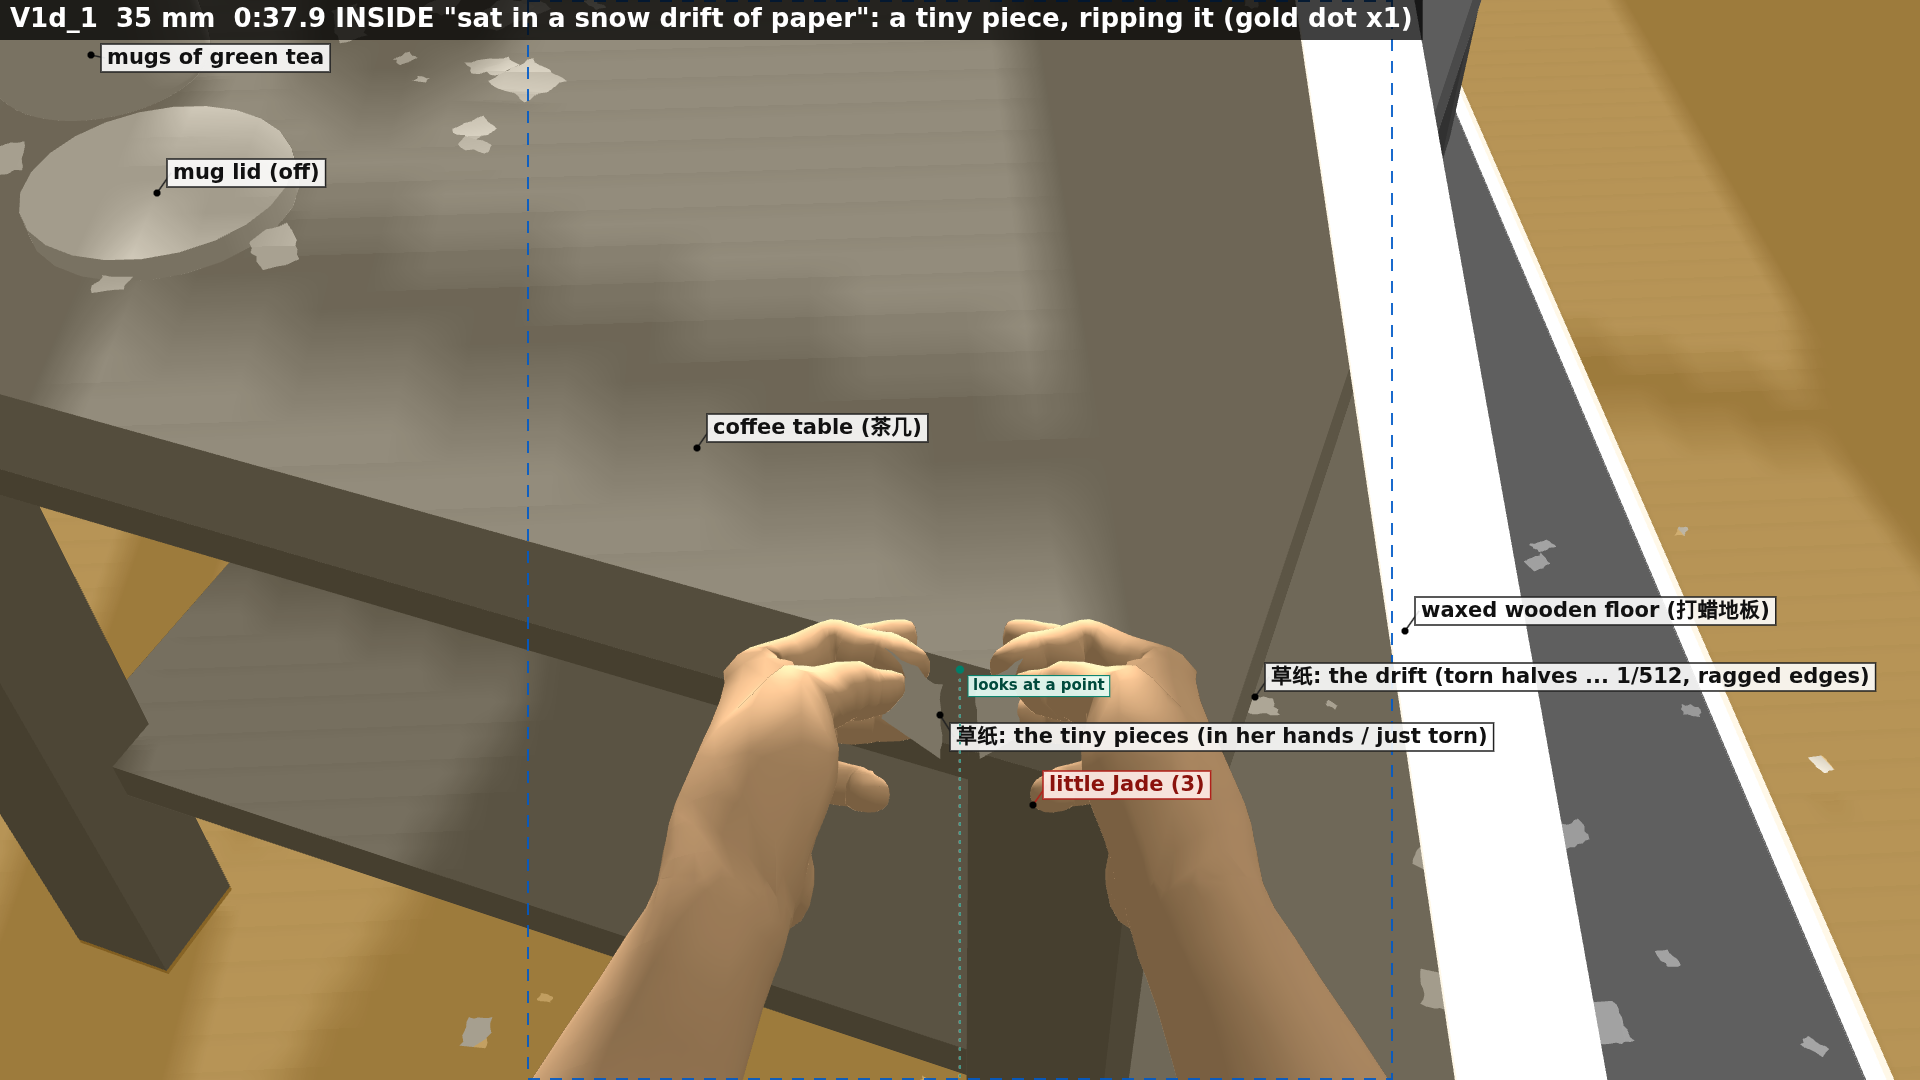 V1d_1  35 mm  0:37.9 INSIDE "sat in a snow drift of paper": a tiny piece, ripping it (gold dot x1)
mugs of green tea
mug lid (off)
coffee table (茶几)
waxed wooden floor (打蜡地板)
草纸: the drift (torn halves ... 1/512, ragged edges)
looks at a point
草纸: the tiny pieces (in her hands / just torn)
little Jade (3)